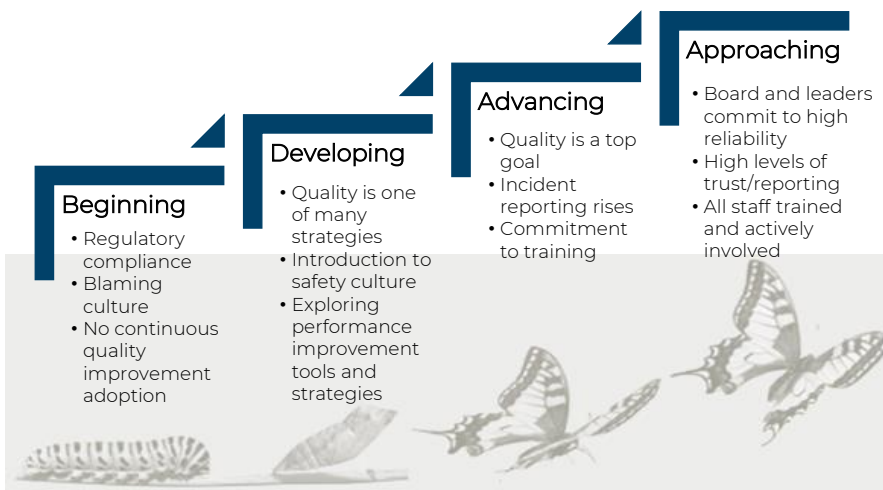 Beginning
• Regulatory
compliance
• Blaming
culture
• No continuous
quality
improvement
adoption
Developing
• Quality is one
of many
strategies
• Introduction to
safety culture
• Exploring
performance
improvement
tools and
strategies
Advancing
• Quality is a top
goal
• Incident
reporting rises
• Commitment
to training
Approaching
• Board and leaders
commit to high
reliability
• High levels of
trust/reporting
• All staff trained
and actively
involved